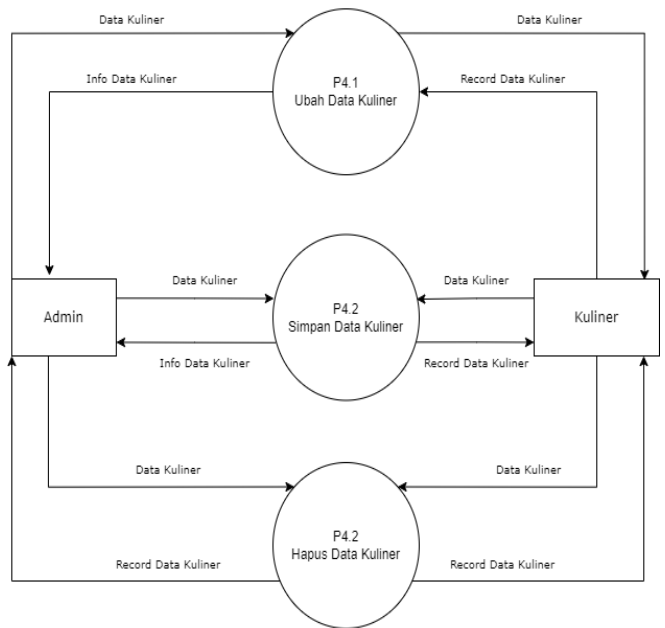 Data Kuliner
Data Kuliner
Info Data Kuliner
P4.1
Ubah Data Kuliner
Record Data Kuliner
Data Kuliner
Data Kuliner
Admin
P4.2
Simpan Data Kuliner
Kuliner
Info Data Kuliner
Record Data Kuliner
Data Kuliner
Data Kuliner
P4.2
Hapus Data Kuliner
Record Data Kuliner
Record Data Kuliner